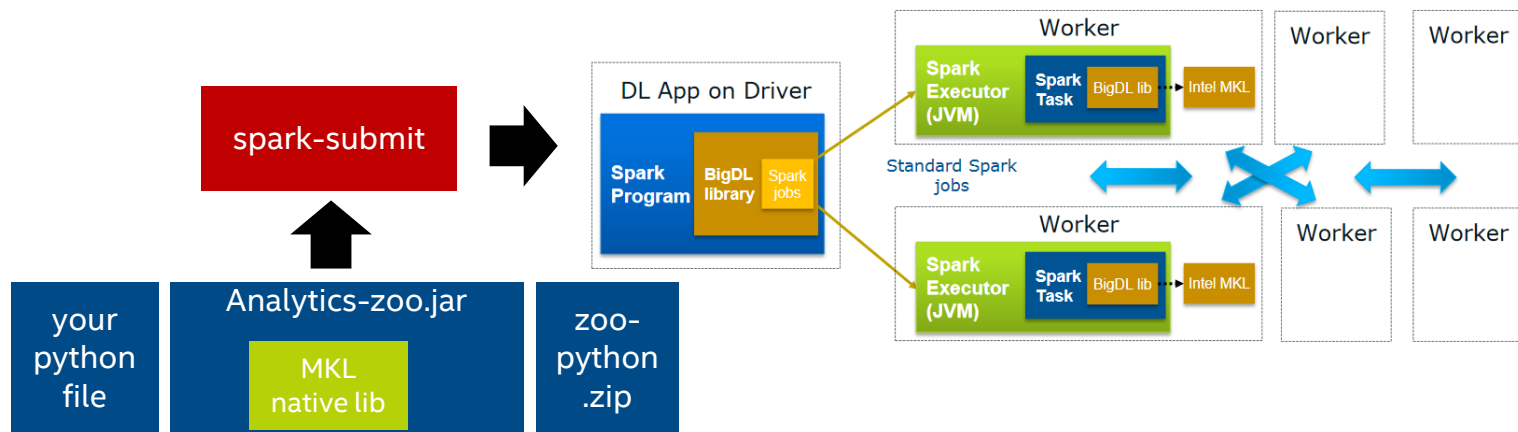 spark-submit
your
python
file
Analytics-zoo.jar
MKL
native lib
zoo-
python
.zip
DL App on Driver
Spark
Program
BigDL
library
Spark
jobs
Worker
Spark
Executor
(JVM)
Spark
Task
BigDL lib
Intel MKL
Worker
Worker
Standard Spark
jobs
Worker
Spark
Executor
(JVM)
Spark
Task
BigDL lib
Intel MKL
Worker
Worker